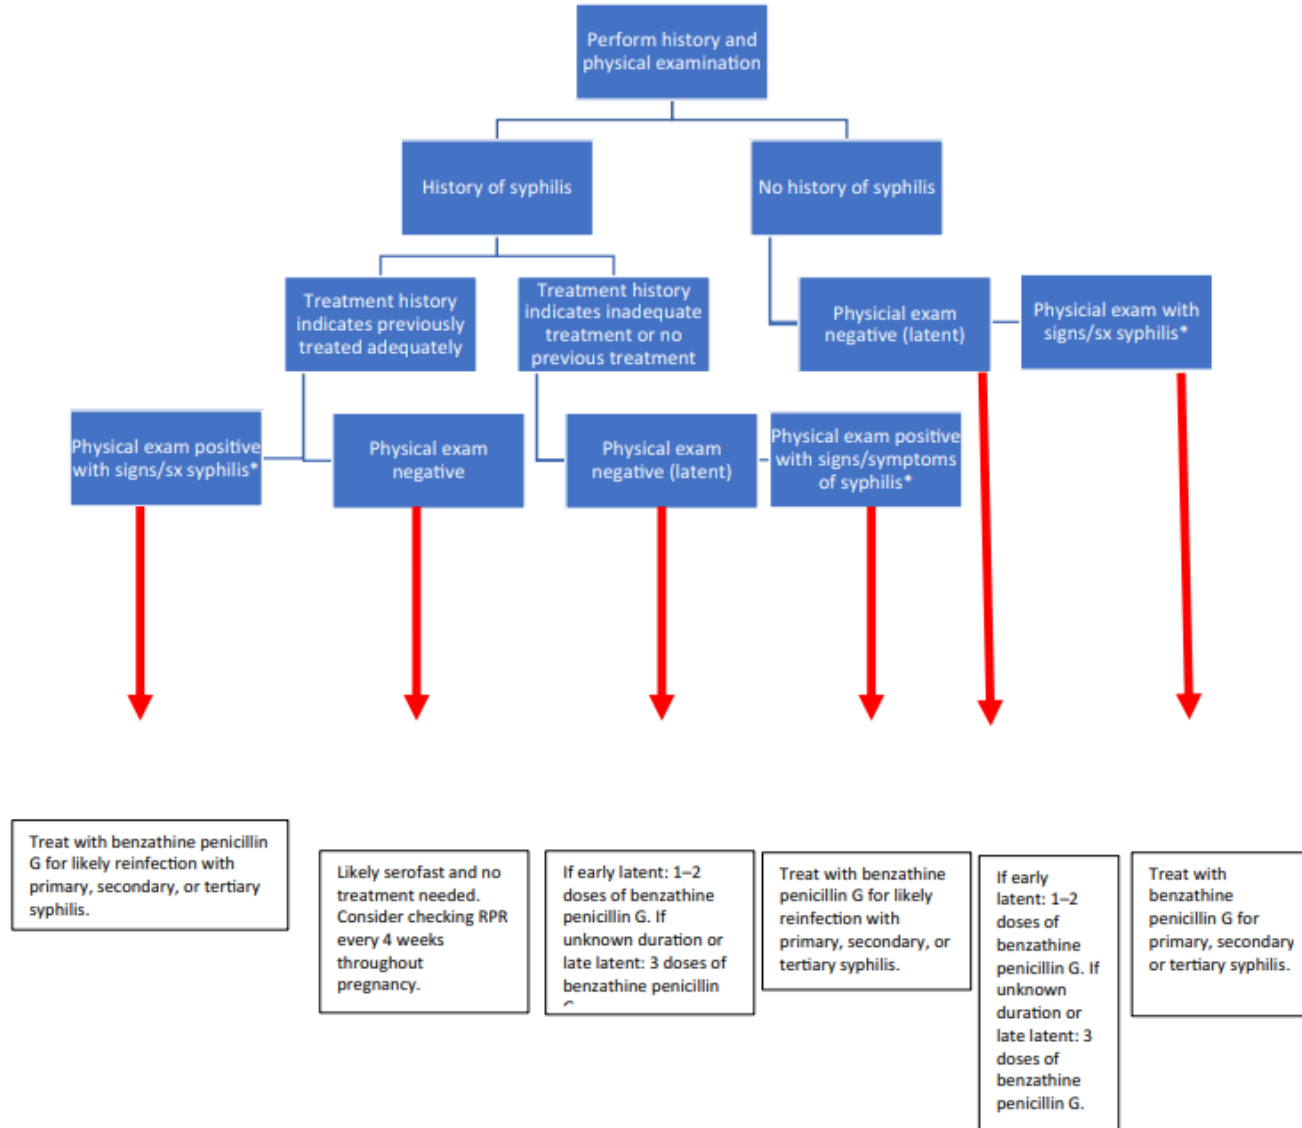 Perform history and
physical examination
History of syphilis
No history of syphilis
Treatment history
indicates previously
treated adequately
Treatment history
indicates inadequate
treatment or no
previous treatment
Physicial exam
negative (latent)
Physicial exam with
signs/sx syphilis*
Physical exam positive
with signs/sx syphilis*
Physical exam
negative
Physical exam
negative (latent)
Physical exam positive
with signs/symptoms
of syphilis*
Treat with benzathine penicillin
G for likely reinfection with
primary, secondary, or tertiary
syphilis.
Likely serofast and no
treatment needed.
Consider checking RPR
every 4 weeks
throughout
pregnancy.
If early latent: 1–2
doses of benzathine
penicillin G. If
unknown duration or
late latent: 3 doses of
benzathine penicillin
Treat with benzathine
penicillin G for likely
reinfection with
primary, secondary, or
tertiary syphilis.
If early
latent: 1–2
doses of
benzathine
penicillin G. If
unknown
duration or
late latent: 3
doses of
benzathine
penicillin G.
Treat with
benzathine
penicillin G for
primary, secondary
or tertiary syphilis.